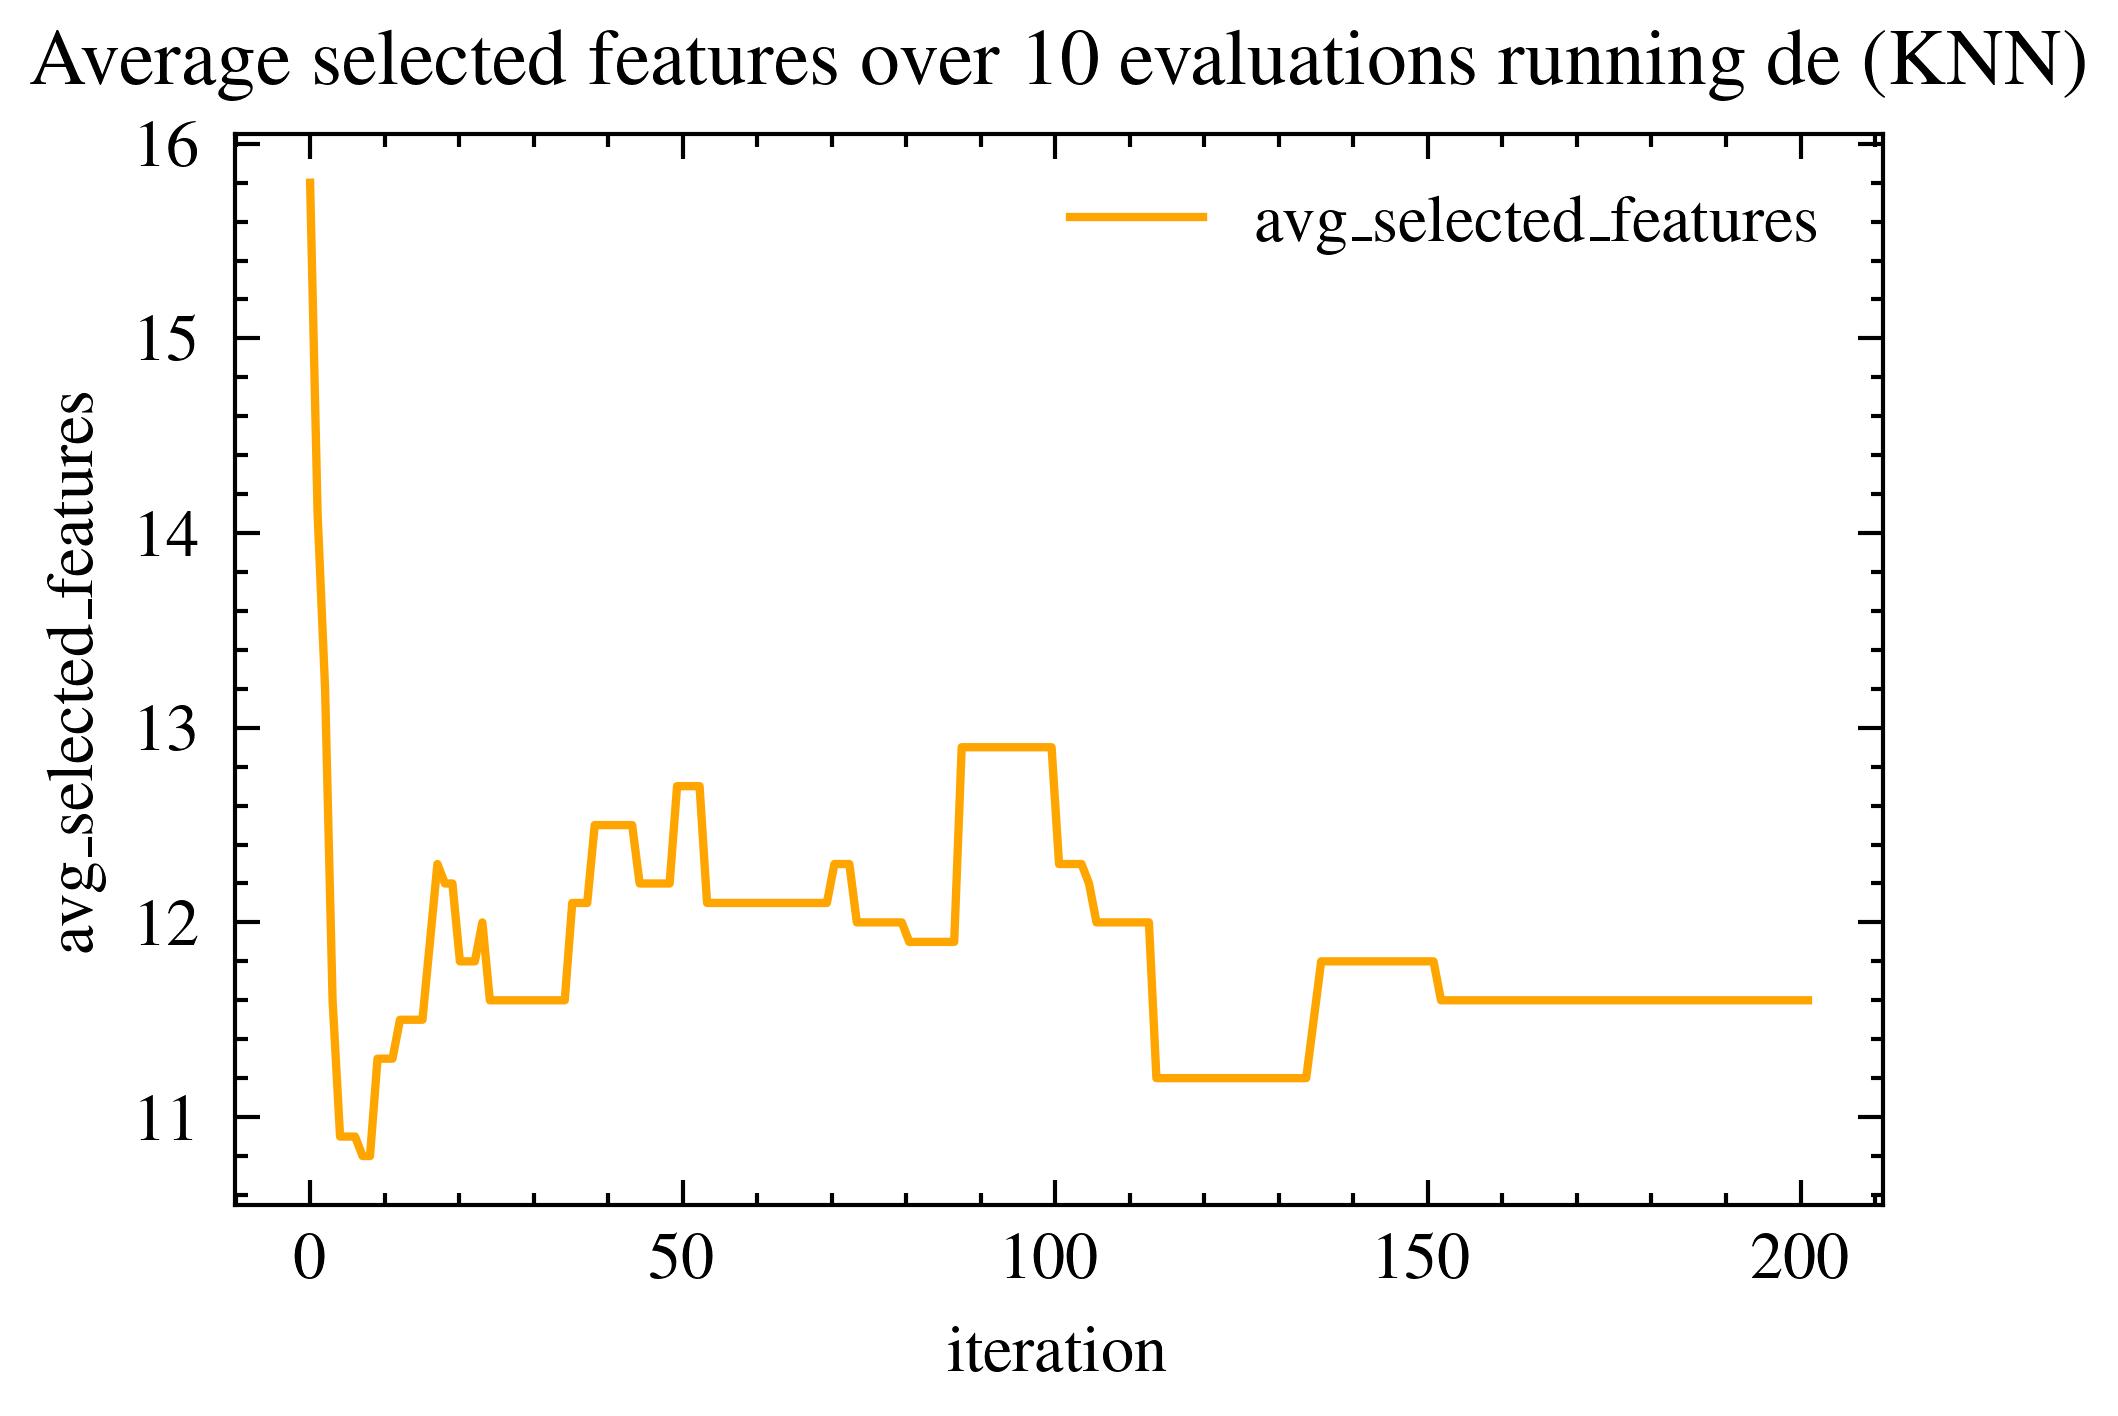 Average selected features over 10 evaluations running de (KNN)
avg_selected_features
avg_selected_features
16
15
14
13
12
11
0 50 100 150 200
iteration